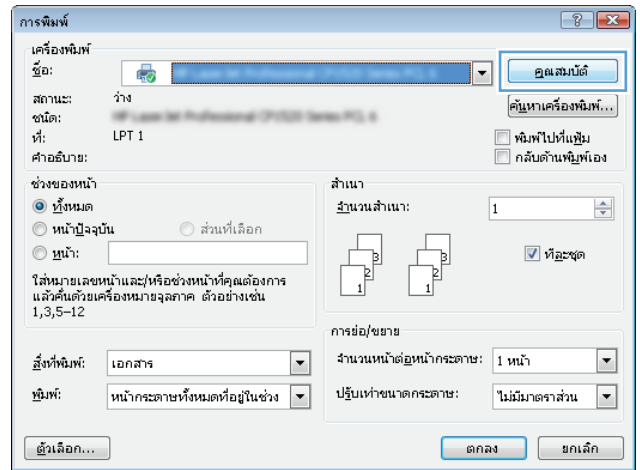 การพิมพ์
เครื่องพิมพ์
ชื่อ:
คุณสมบัติ
สถานะ: ว่าง
ค้นหาเครื่องพิมพ์...
ชนิด:
ที่: LPT 1
พิมพ์ไปที่แฟ้ม
คำอธิบาย:
กลับด้านพิมพ์เอง
ช่วงของหน้า
ทั้งหมด
หน้าปัจจุบัน ส่วนที่เลือก
หน้า:
ใส่หมายเลขหน้าและ/หรือช่วงหน้าที่คุณต้องการ
แล้วคั่นด้วยเครื่องหมายจุลภาค ตัวอย่างเช่น
1,3,5–12
สำเนา
จำนวนสำเนา: 1
3 3
2 2
1 1
ทีละชุด
สิ่งที่พิมพ์: เอกสาร
พิมพ์: หน้ากระดาษทั้งหมดที่อยู่ในช่วง
การย่อ/ขยาย
จำนวนหน้าต่อหน้ากระดาษ: 1 หน้า
ปรับเท่าขนาดกระดาษ: ไม่มีมาตราส่วน
ตัวเลือก...
ตกลง
ยกเลิก